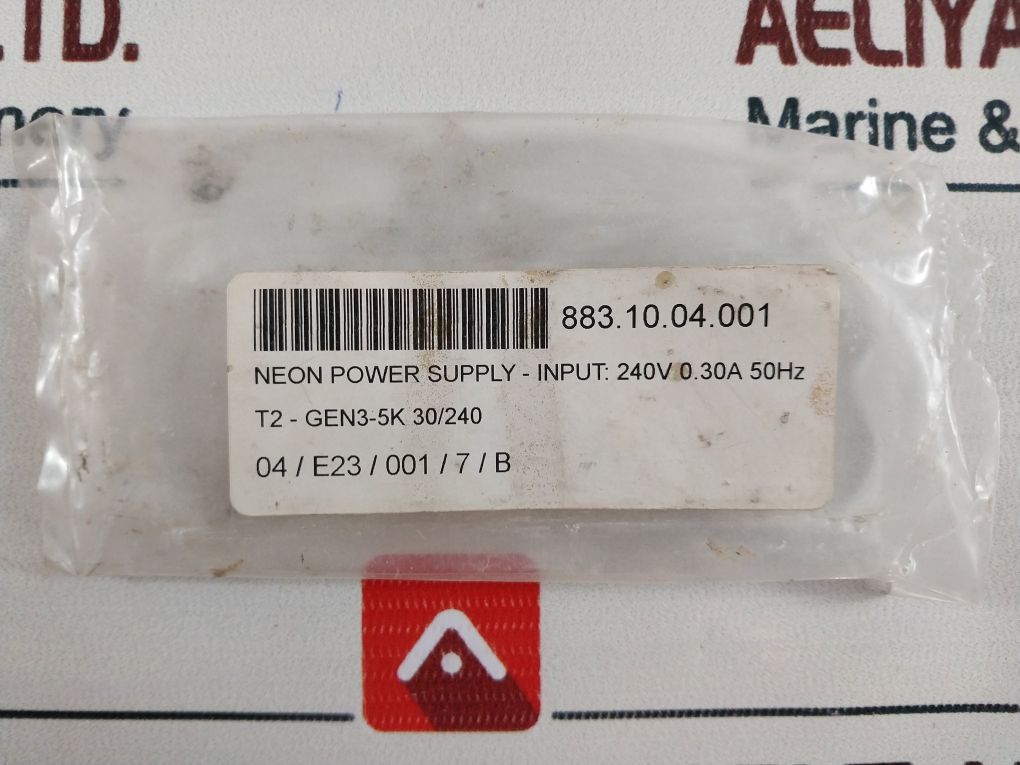 LTD.
AELIYA
Marine &
883.10.04.001
NEON POWER SUPPLY - INPUT: 240V 0.30A 50Hz
T2 - GEN3-5K 30/240
04 / E23 / 001 / 7 / B